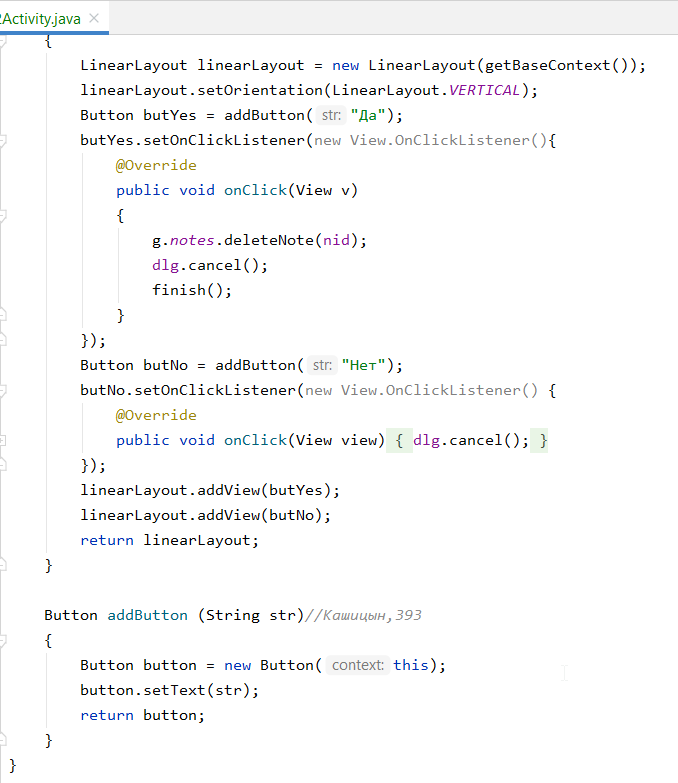 2Activity.java
{
LinearLayout linearLayout = new LinearLayout(getBaseContext());
linearLayout.setOrientation(LinearLayout.VERTICAL);
Button butYes = addButton( str: "Да");
butYes.setOnClickListener(new View.OnClickListener(){
@Override
public void onClick(View v)
{
g.notes.deleteNote(nid);
dlg.cancel();
finish();
}
});
Button butNo = addButton( str: "Нет");
butNo.setOnClickListener(new View.OnClickListener() {
@Override
public void onClick(View view) { dlg.cancel(); }
});
linearLayout.addView(butYes);
linearLayout.addView(butNo);
return linearLayout;
}
Button addButton (String str)//Кашицын,393
{
Button button = new Button( context: this);
button.setText(str);
return button;
}
}